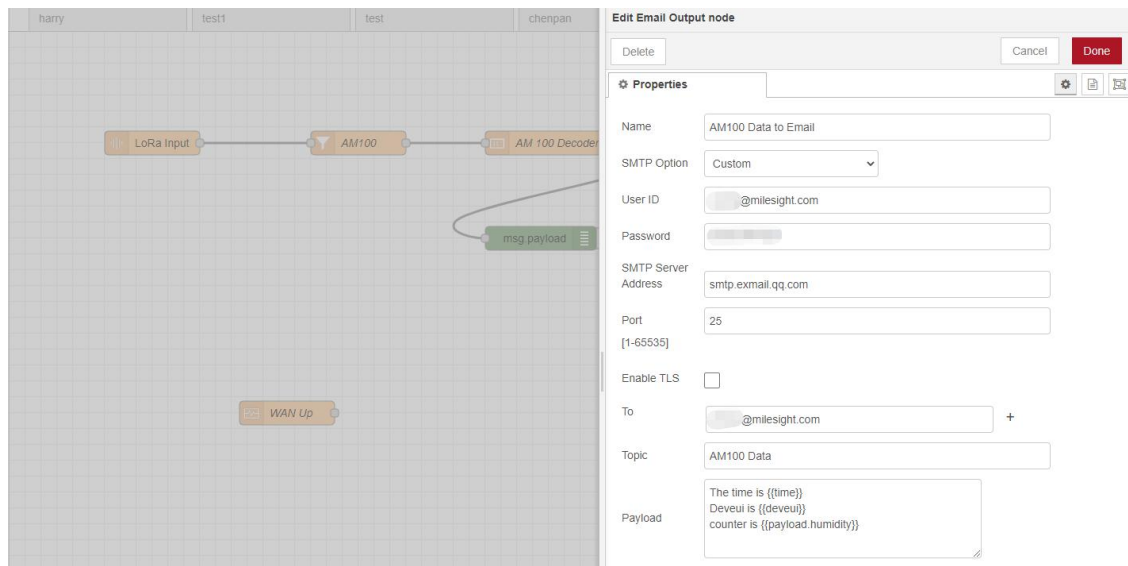 harry
test1
test
chenpan
LoRa Input
AM100
AM 100 Decoder
msg.payload
WAN Up
Edit Email Output node
Delete
Cancel
Done
Properties
Name
AM100 Data to Email
SMTP Option
Custom
User ID
@milesight.com
Password
SMTP Server
Address
smtp.exmail.qq.com
Port
25
[1-65535]
Enable TLS
To
@milesight.com
+
Topic
AM100 Data
Payload
The time is {{time}}
Deveui is {{deveui}}
counter is {{payload.humidity}}